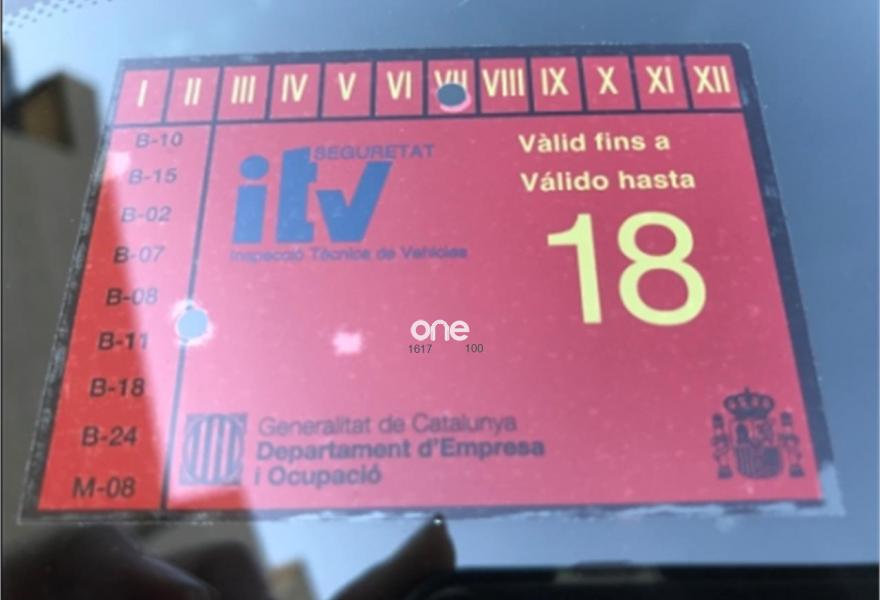 I II III IV V VI VII VIII IX X XI XII
B-10
B-15
B-02
B-07
B-08
B-11
B-18
B-24
M-08
SEGURETAT
itv
Inspecció Tècnica de Vehicles
Vàlid fins a
Válido hasta
18
one
1617 100
Generalitat de Catalunya
Departament d'Empresa
i Ocupació